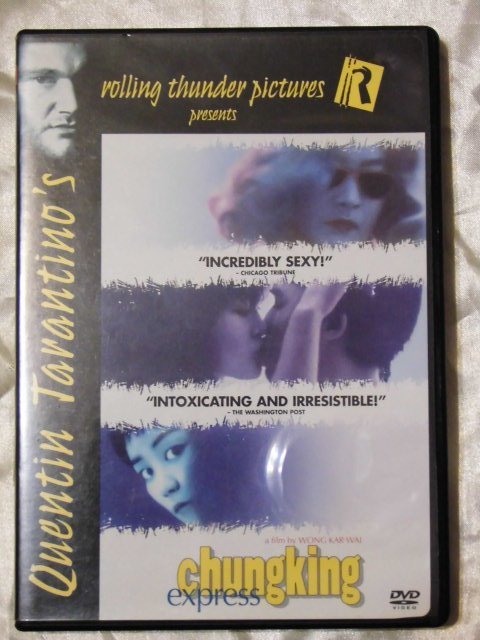 Quentin Tarantino's
rolling thunder pictures
R
presents
"INCREDIBLY SEXY!"
- CHICAGO TRIBUNE
"INTOXICATING AND IRRESISTIBLE!"
- THE WASHINGTON POST
a film by WONG KAR-WAI
chungking
express
DVD
VIDEO